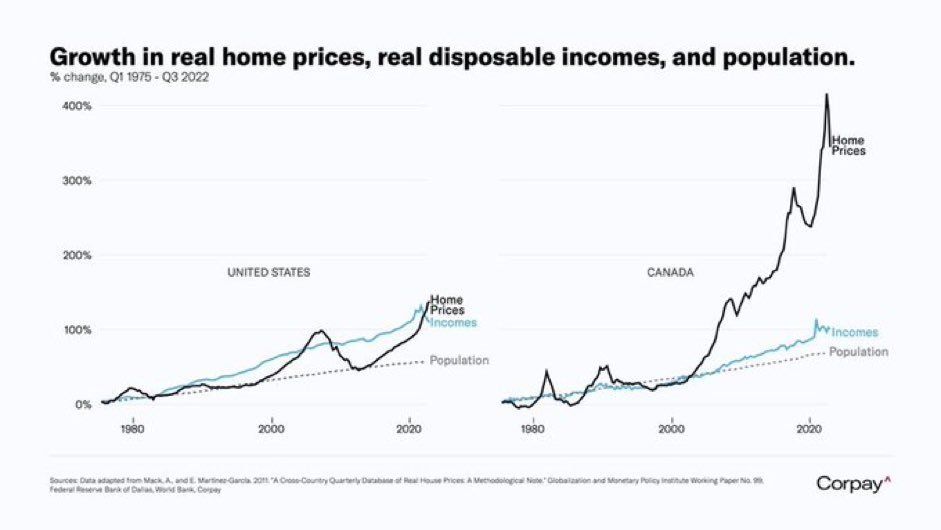 Growth in real home prices, real disposable incomes, and population.
% change, Q1 1975 - Q3 2022
400%
300%
200%
100%
0%
UNITED STATES
Home
Prices
Incomes
Population
1980
2000
2020
CANADA
Home
Prices
Incomes
Population
1980
2000
2020
Sources: Data adapted from Mack, A., and E. Martínez-García. 2011. "A Cross-Country Quarterly Database of Real House Prices: A Methodological Note." Globalization and Monetary Policy Institute Working Paper No. 99,
Federal Reserve Bank of Dallas, World Bank, Corpay
Corpay^